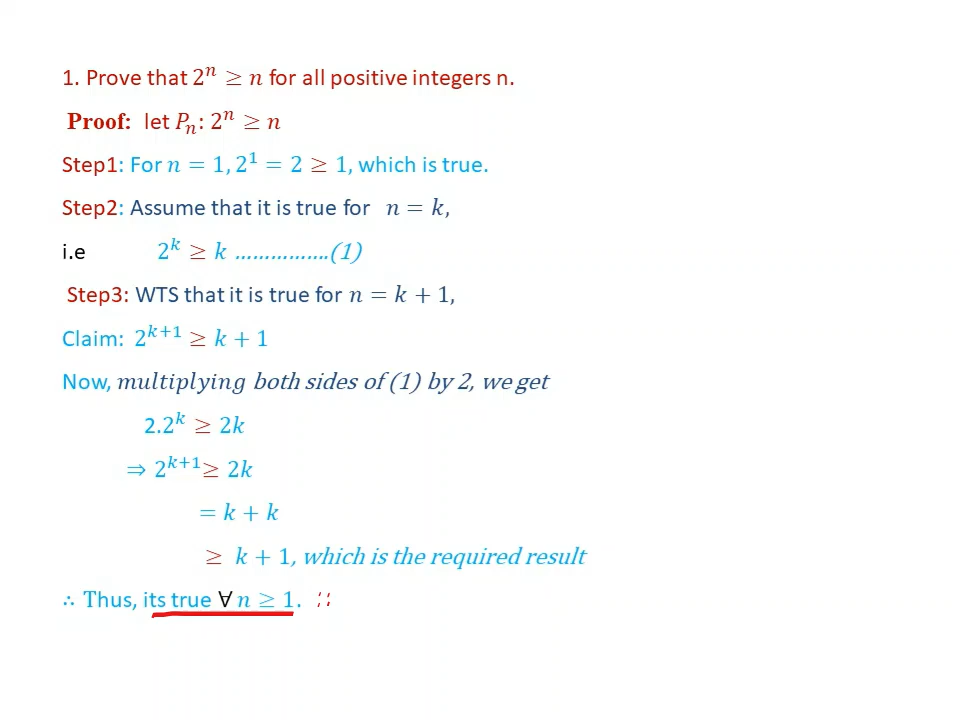 1. Prove that 2ⁿ ≥ n for all positive integers n.
Proof: let Pₙ: 2ⁿ ≥ n
Step1: For n = 1, 2¹ = 2 ≥ 1, which is true.
Step2: Assume that it is true for n = k,
i.e 2ᵏ ≥ k …………….(1)
Step3: WTS that it is true for n = k + 1,
Claim: 2ᵏ⁺¹ ≥ k + 1
Now, multiplying both sides of (1) by 2, we get
2.2ᵏ ≥ 2k
⇒ 2ᵏ⁺¹≥ 2k
= k + k
≥ k + 1, which is the required result
∴ Thus, its true ∀ n ≥ 1.